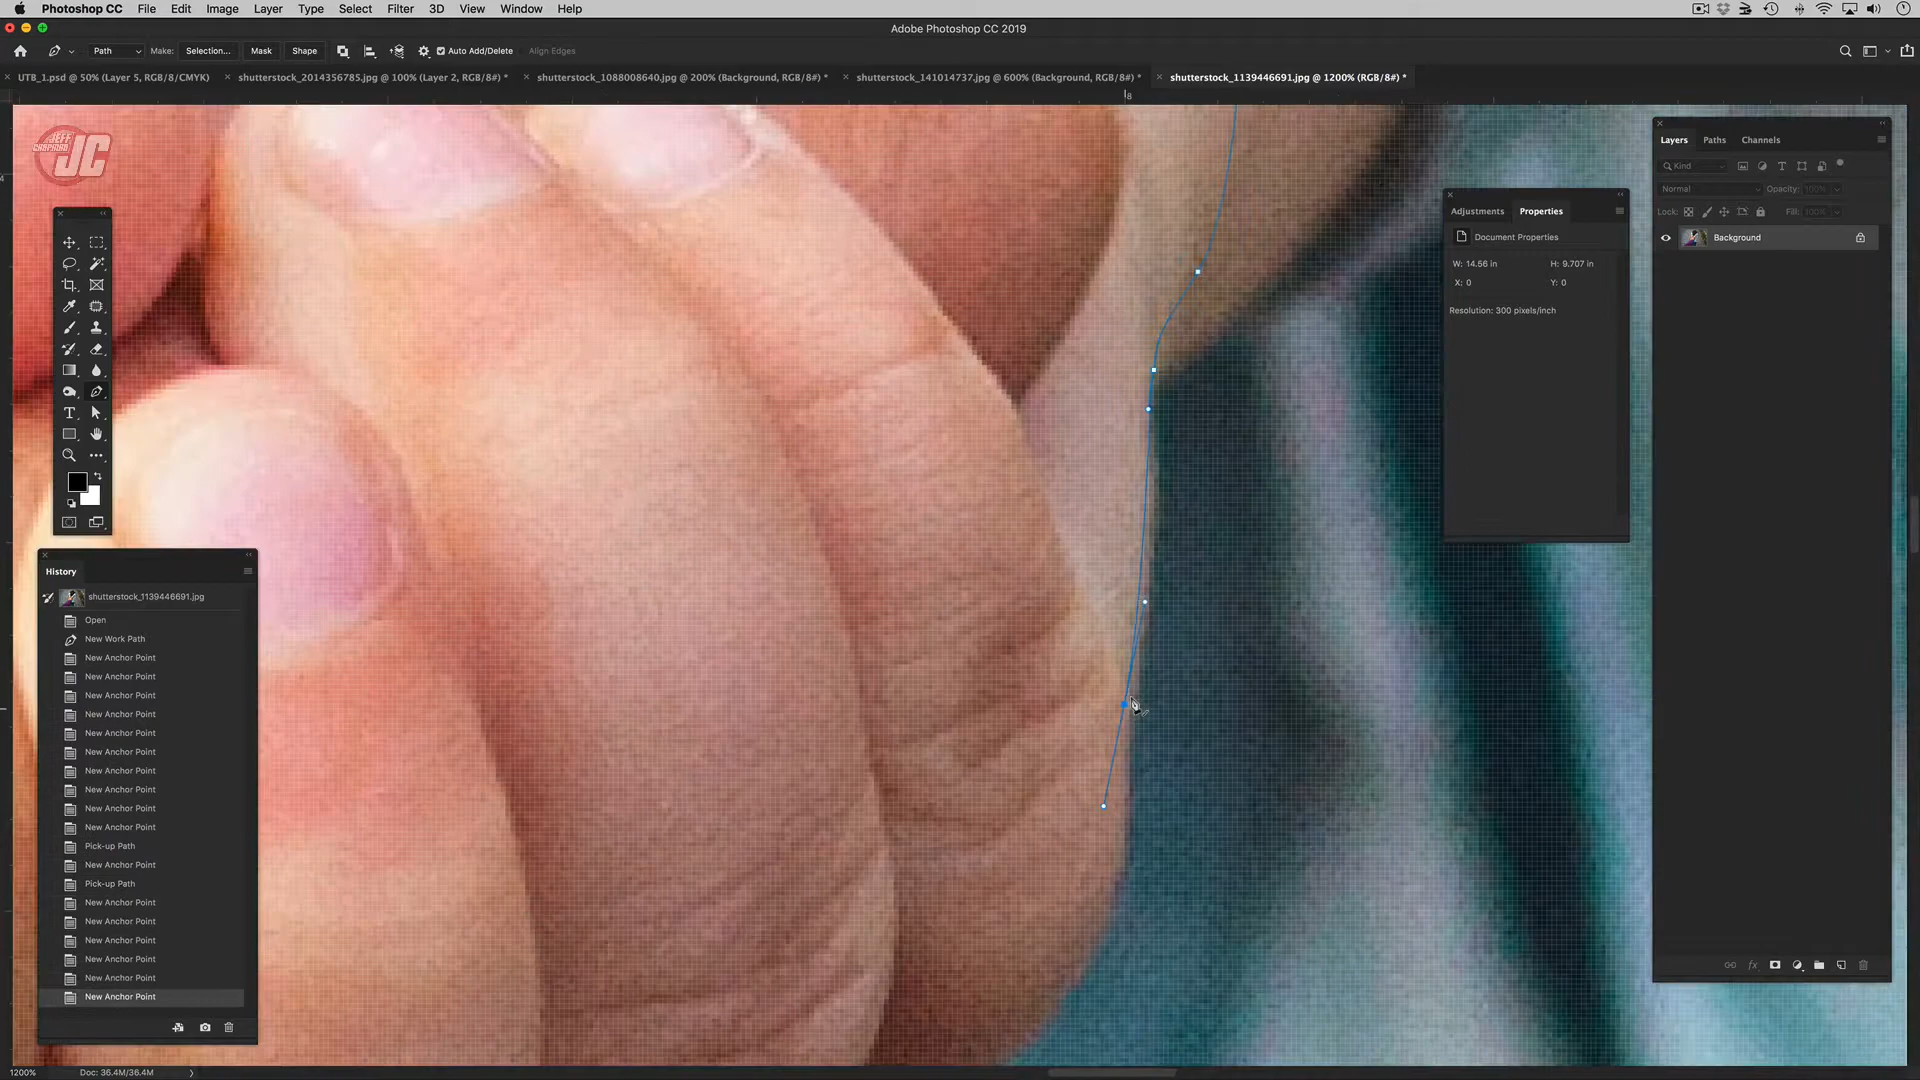 Photoshop CC File Edit Image Layer Type Select Filter 3D View Window Help
Adobe Photoshop CC 2019
Path Make: Selection... Mask Shape Auto Add/Delete Align Edges
UTB_1.psd @ 50% (Layer 5, RGB/8/CMYK) shutterstock_2014356785.jpg @ 100% (Layer 2, RGB/8#) * shutterstock_1088008640.jpg @ 200% (Background, RGB/8#) * shutterstock_141014737.jpg @ 600% (Background, RGB/8#) * shutterstock_1139446691.jpg @ 1200% (RGB/8#) *
8
4
JC
Layers Paths Channels
Kind
Normal Opacity: 100%
Lock: Fill: 100%
Background
Adjustments Properties
Document Properties
W: 14.56 in H: 9.707 in
X: 0 Y: 0
Resolution: 300 pixels/inch
History
shutterstock_1139446691.jpg
Open
New Work Path
New Anchor Point
New Anchor Point
New Anchor Point
New Anchor Point
New Anchor Point
New Anchor Point
New Anchor Point
New Anchor Point
New Anchor Point
New Anchor Point
Pick-up Path
New Anchor Point
Pick-up Path
New Anchor Point
New Anchor Point
New Anchor Point
New Anchor Point
New Anchor Point
New Anchor Point
1200% Doc: 36.4M/36.4M